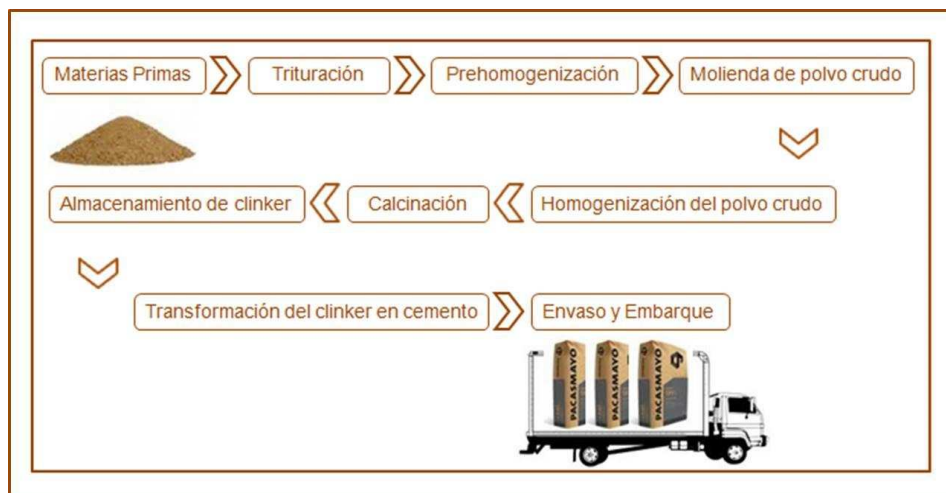 Materias Primas
Trituración
Prehomogenización
Molienda de polvo crudo
Homogenización del polvo crudo
Calcinación
Almacenamiento de clinker
Transformación del clinker en cemento
Envaso y Embarque
PACASMAYO
PACASMAYO
PACASMAYO